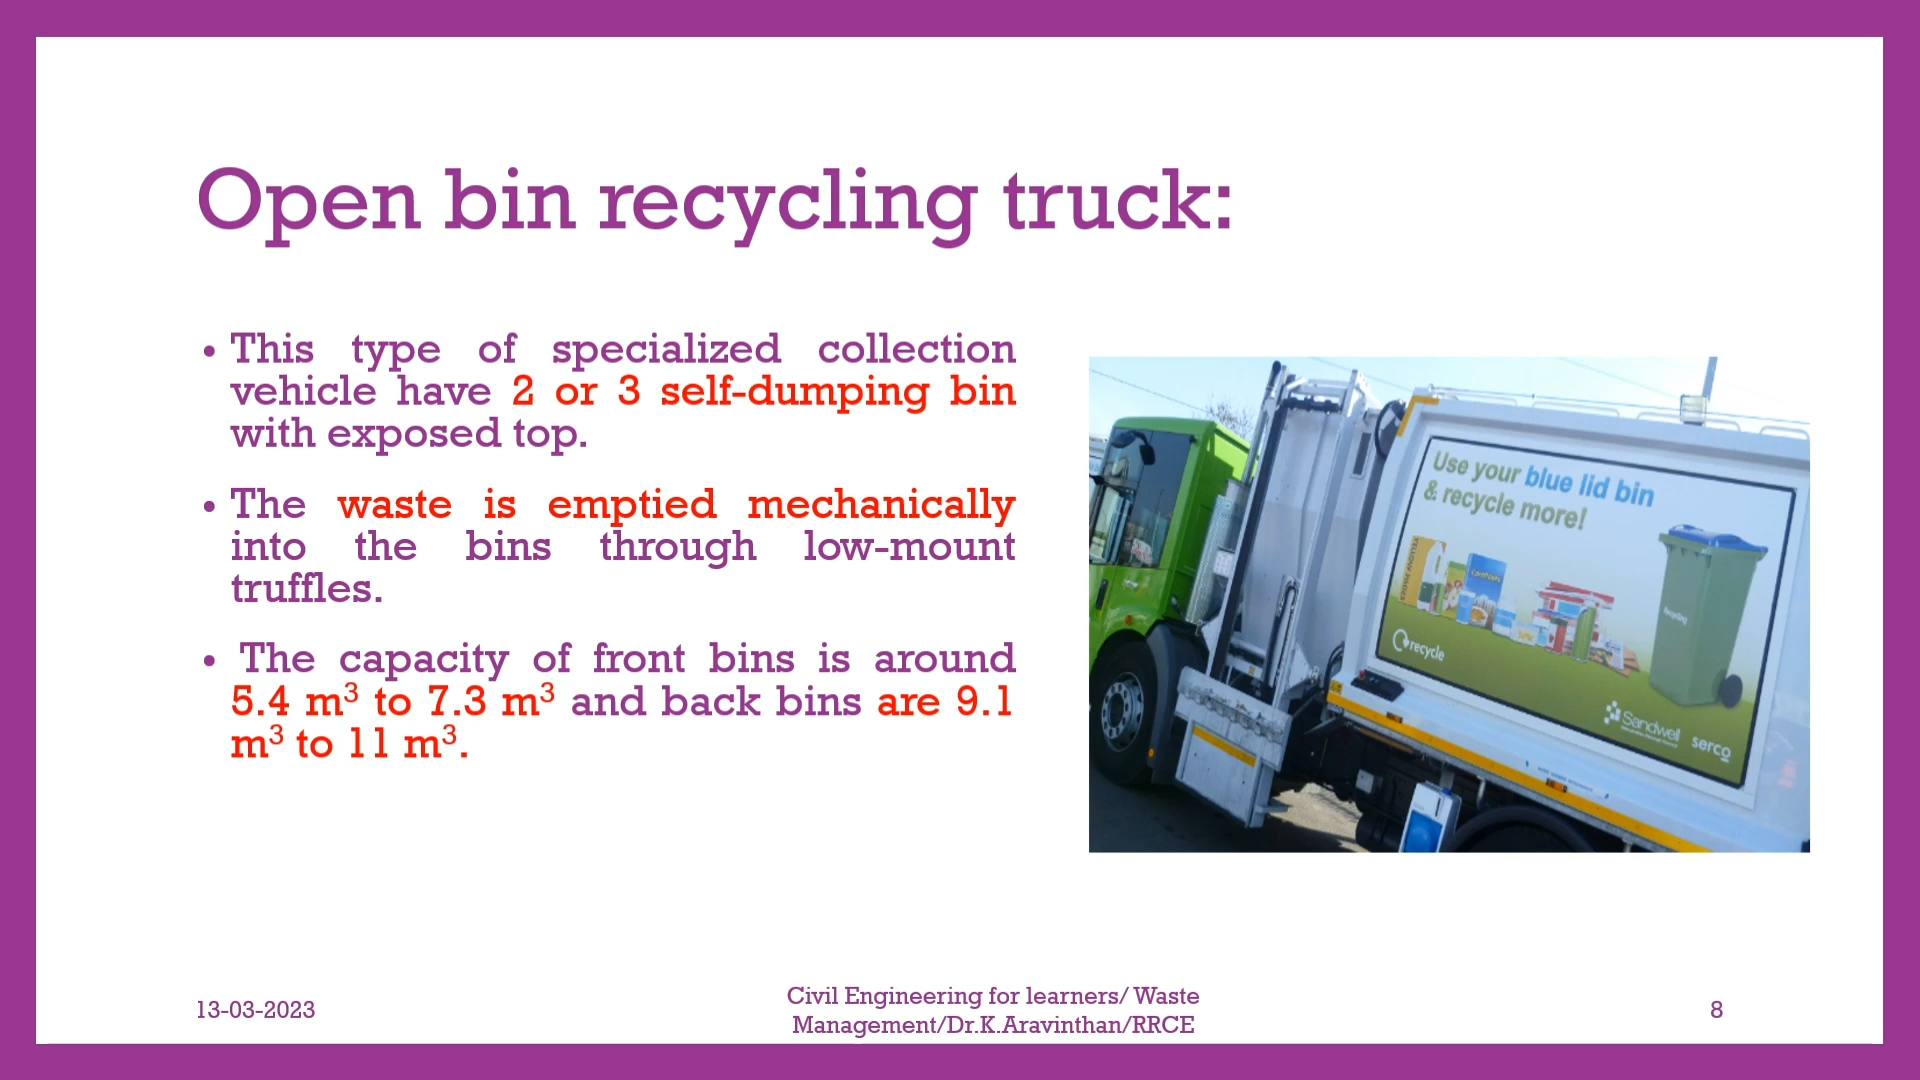 Open bin recycling truck:
• This type of specialized collection
vehicle have 2 or 3 self-dumping bin
with exposed top.
• The waste is emptied mechanically
into the bins through low-mount
truffles.
• The capacity of front bins is around
5.4 m³ to 7.3 m³ and back bins are 9.1
m³ to 11 m³.
Use your blue lid bin
& recycle more!
recycle
Sandwell
serco
13-03-2023
Civil Engineering for learners/ Waste
Management/Dr.K.Aravinthan/RRCE
8